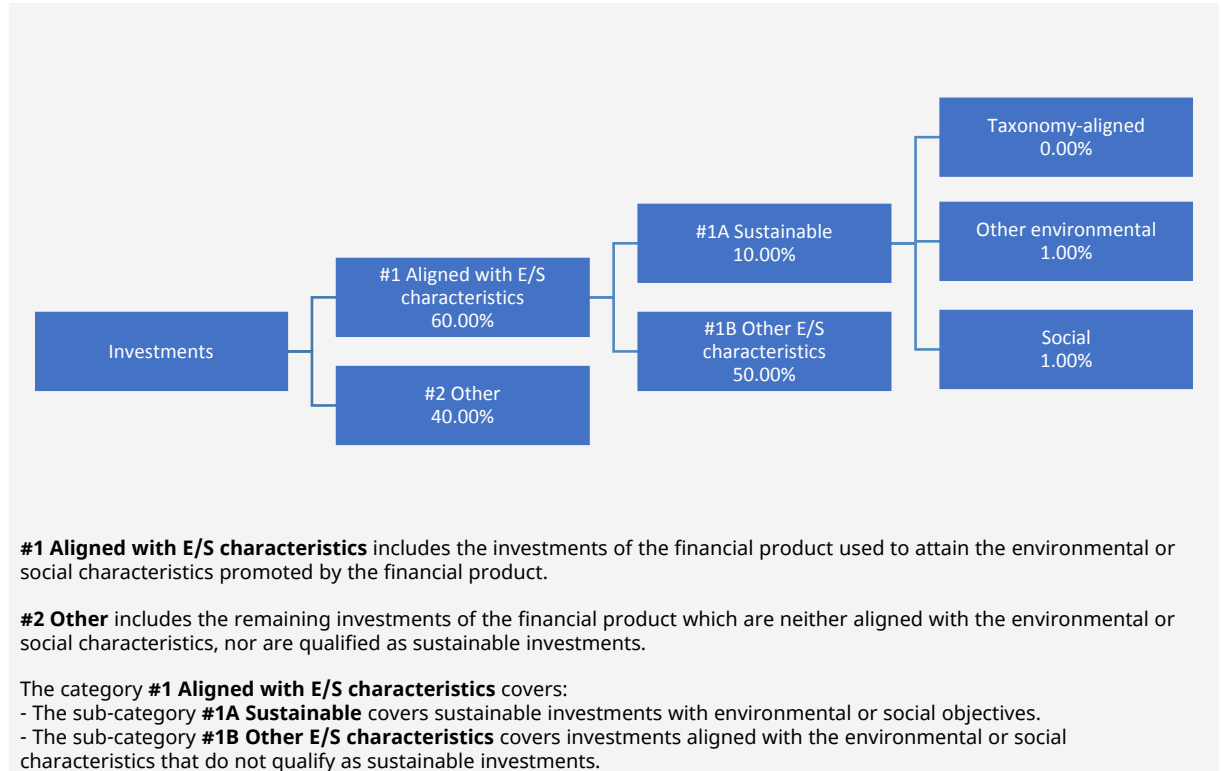 Investments
#1 Aligned with E/S
characteristics
60.00%
#2 Other
40.00%
#1A Sustainable
10.00%
#1B Other E/S
characteristics
50.00%
Taxonomy-aligned
0.00%
Other environmental
1.00%
Social
1.00%
#1 Aligned with E/S characteristics includes the investments of the financial product used to attain the environmental or
social characteristics promoted by the financial product.
#2 Other includes the remaining investments of the financial product which are neither aligned with the environmental or
social characteristics, nor are qualified as sustainable investments.
The category #1 Aligned with E/S characteristics covers:
- The sub-category #1A Sustainable covers sustainable investments with environmental or social objectives.
- The sub-category #1B Other E/S characteristics covers investments aligned with the environmental or social
characteristics that do not qualify as sustainable investments.